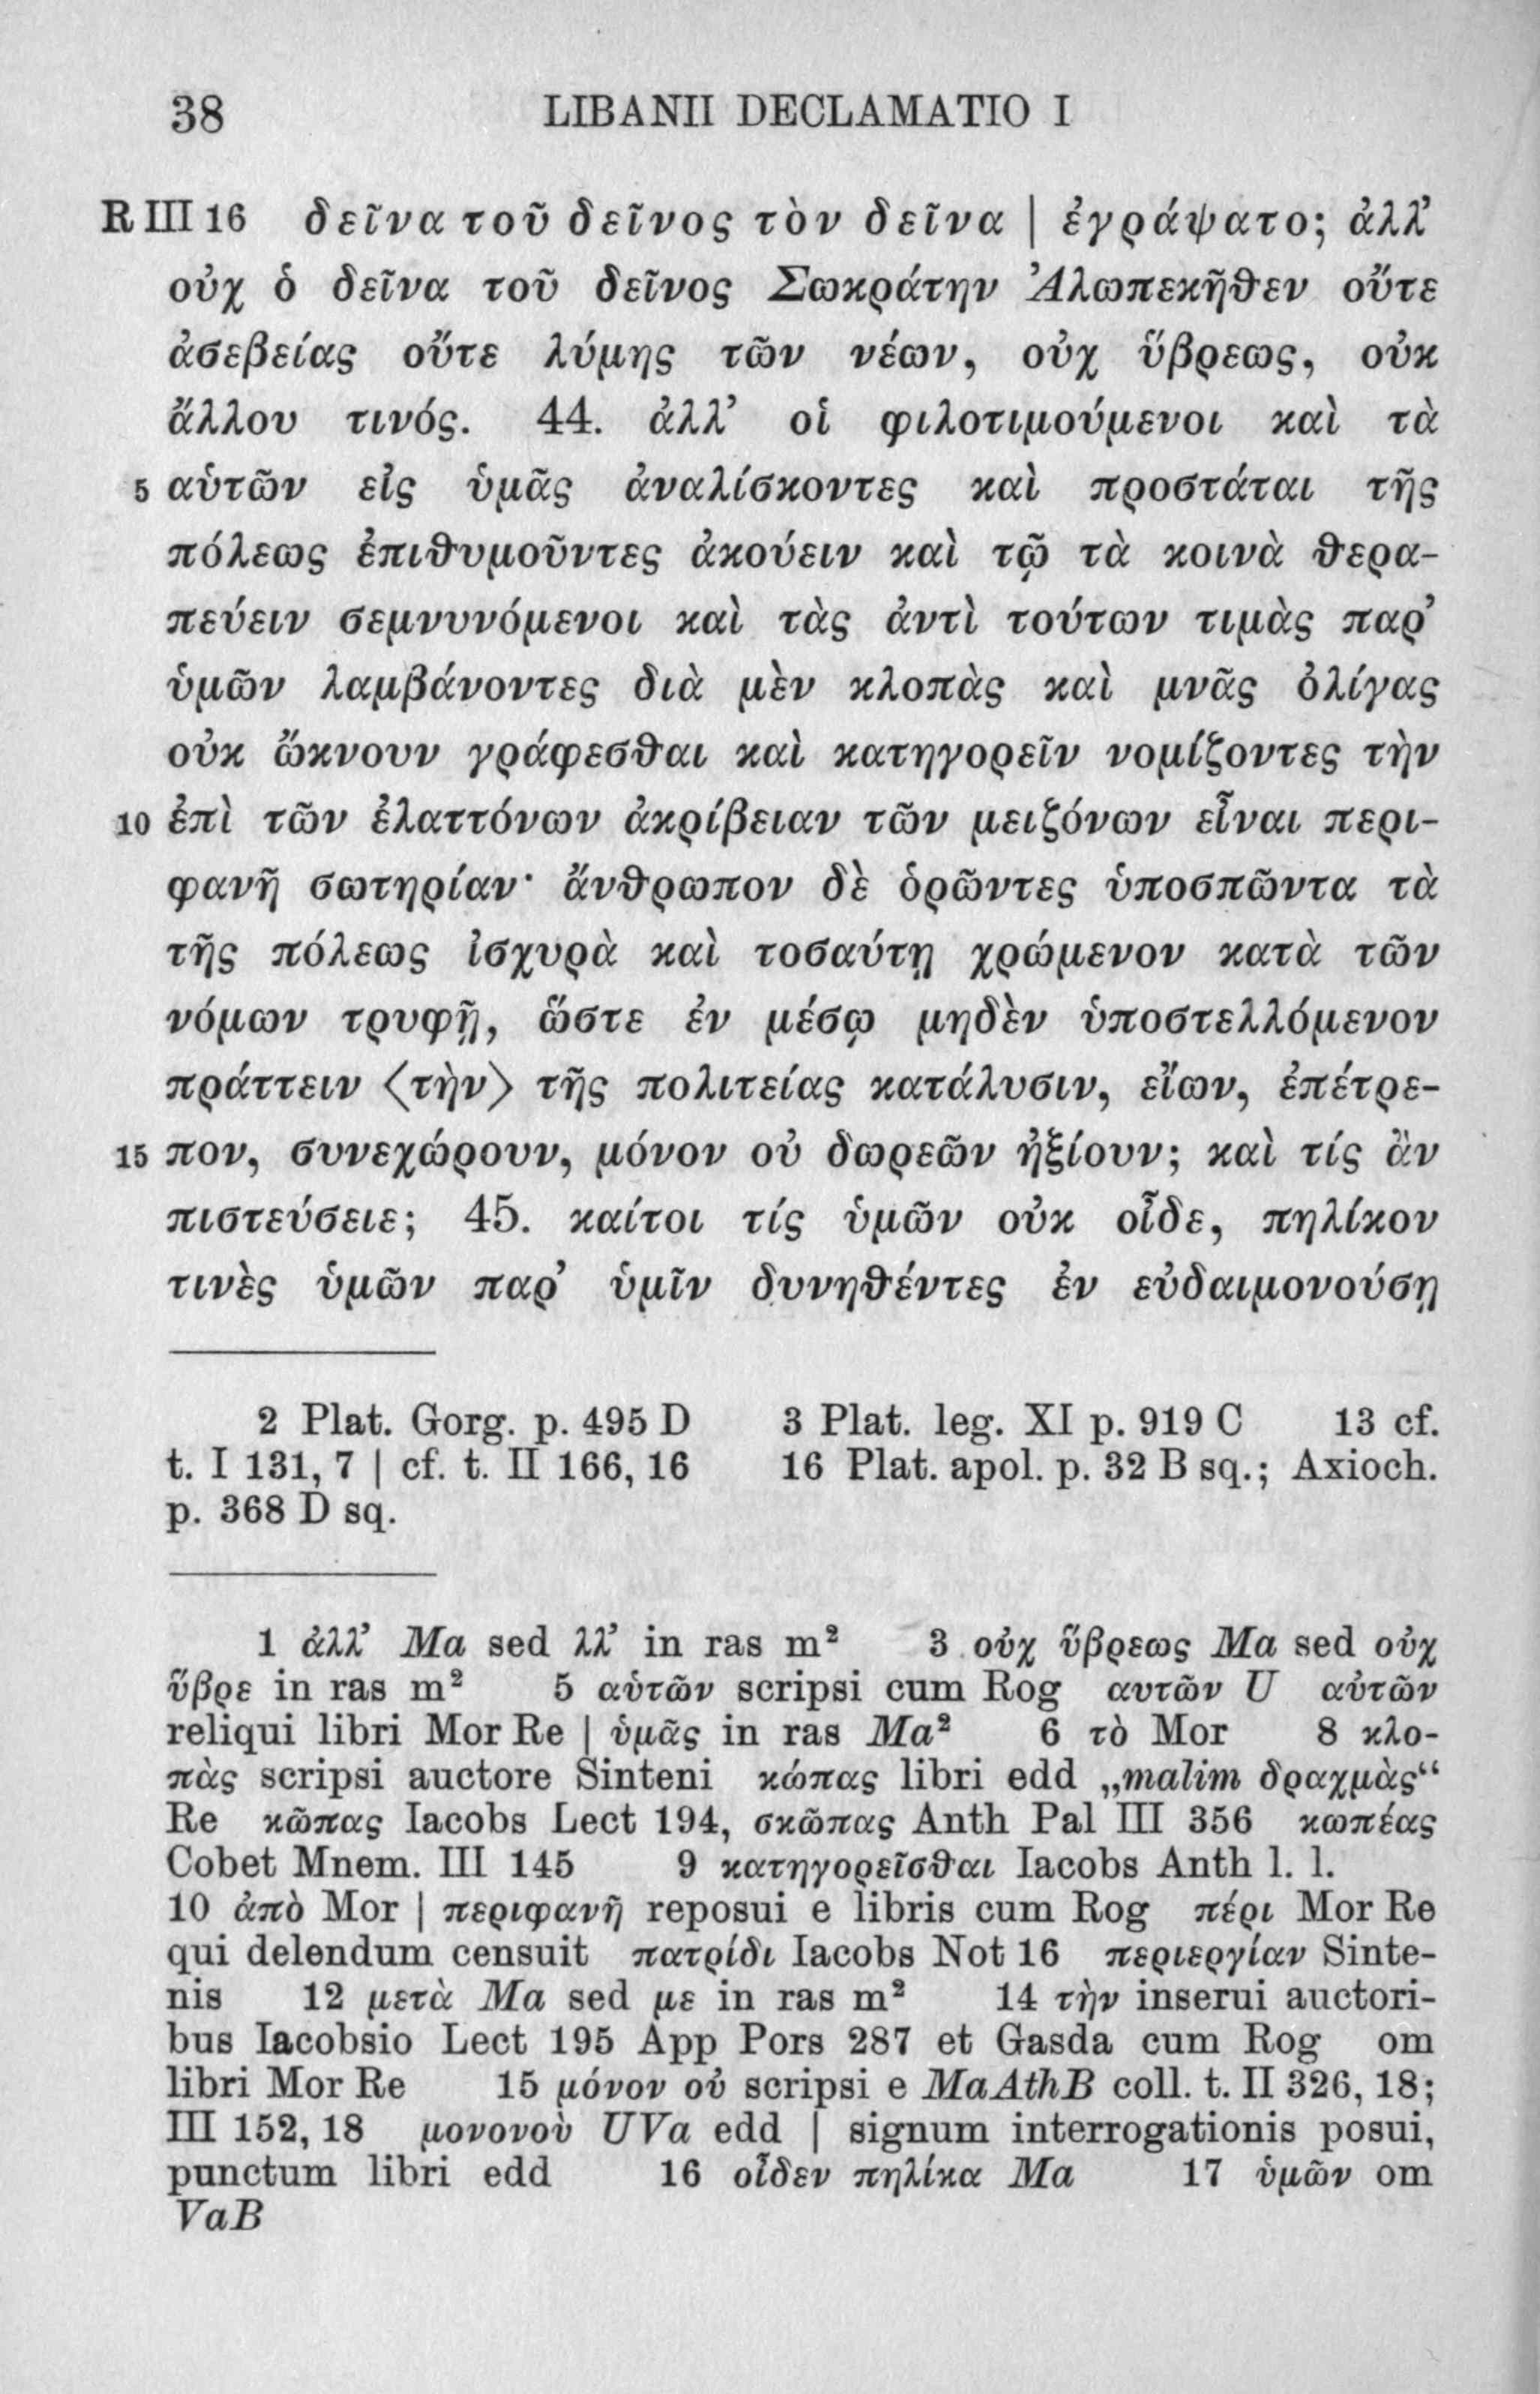 38 LIBANII DECLAMATIO I
R III 16 δεῖνα τοῦ δεῖνος τὸν δεῖνα | ἐγράψατο; ἀλλ’
οὐχ ὁ δεῖνα τοῦ δεῖνος Σωκράτην Ἀλωπεκῆθεν οὔτε
ἀσεβείας οὔτε λύμης τῶν νέων, οὐχ ὕβρεως, οὐκ
ἄλλου τινός. 44. ἀλλ’ οἱ φιλοτιμούμενοι καὶ τὰ
5 αὑτῶν εἰς ὑμᾶς ἀναλίσκοντες καὶ προστάται τῆς
πόλεως ἐπιθυμοῦντες ἀκούειν καὶ τῷ τὰ κοινὰ θερα-
πεύειν σεμνυνόμενοι καὶ τὰς ἀντὶ τούτων τιμὰς παρ’
ὑμῶν λαμβάνοντες διὰ μὲν κλοπὰς καὶ μνᾶς ὀλίγας
οὐκ ὤκνουν γράφεσθαι καὶ κατηγορεῖν νομίζοντες τὴν
10 ἐπὶ τῶν ἐλαττόνων ἀκρίβειαν τῶν μειζόνων εἶναι περι-
φανῆ σωτηρίαν· ἄνθρωπον δὲ ὁρῶντες ὑποσπῶντα τὰ
τῆς πόλεως ἰσχυρὰ καὶ τοσαύτῃ χρώμενον κατὰ τῶν
νόμων τρυφῇ, ὥστε ἐν μέσῳ μηδὲν ὑποστελλόμενον
πράττειν ⟨τὴν⟩ τῆς πολιτείας κατάλυσιν, εἴων, ἐπέτρε-
15 πον, συνεχώρουν, μόνον οὐ δωρεῶν ἠξίουν; καὶ τίς ἂν
πιστεύσειε; 45. καίτοι τίς ὑμῶν οὐκ οἶδε, πηλίκον
τινὲς ὑμῶν παρ’ ὑμῖν δυνηθέντες ἐν εὐδαιμονούσῃ
2 Plat. Gorg. p. 495 D 3 Plat. leg. XI p. 919 C 13 cf.
t. I 131, 7 | cf. t. II 166, 16 16 Plat. apol. p. 32 B sq.; Axioch.
p. 368 D sq.
1 ἀλλ’ Ma sed λλ’ in ras m² 3 οὐχ ὕβρεως Ma sed οὐχ
ὕβρε in ras m² 5 αὑτῶν scripsi cum Rog αυτῶν U αὐτῶν
reliqui libri Mor Re | ὑμᾶς in ras Ma² 6 τὸ Mor 8 κλο-
πὰς scripsi auctore Sinteni κώπας libri edd „malim δραχμὰς“
Re κῶπας Iacobs Lect 194, σκῶπας Anth Pal III 356 κωπέας
Cobet Mnem. III 145 9 κατηγορεῖσθαι Iacobs Anth l. l.
10 ἀπὸ Mor | περιφανῆ reposui e libris cum Rog πέρι Mor Re
qui delendum censuit πατρίδι Iacobs Not 16 περιεργίαν Sinte-
nis 12 μετὰ Ma sed με in ras m² 14 τὴν inserui auctori-
bus Iacobsio Lect 195 App Pors 287 et Gasda cum Rog om
libri Mor Re 15 μόνον οὐ scripsi e MaAthB coll. t. II 326, 18;
III 152, 18 μονονοὺ UVa edd | signum interrogationis posui,
punctum libri edd 16 οἶδεν πηλίκα Ma 17 ὑμῶν om
VaB